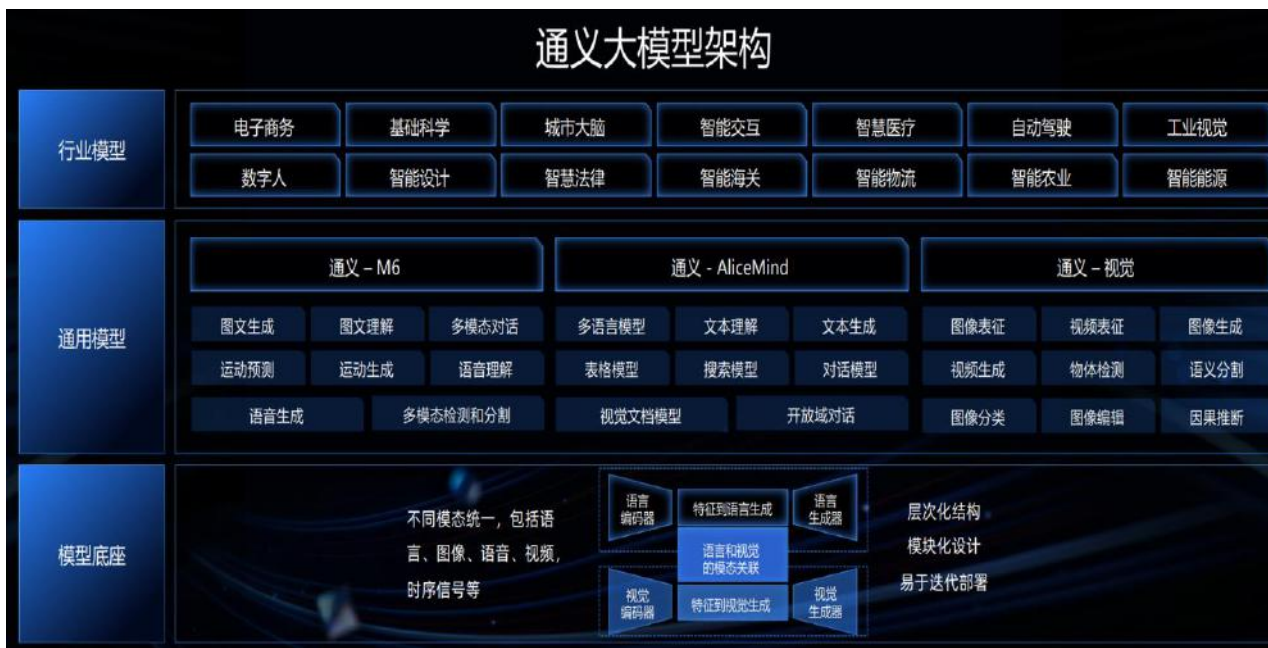 通义大模型架构
行业模型
电子商务
基础科学
城市大脑
智能交互
智慧医疗
自动驾驶
工业视觉
数字人
智能设计
智慧法律
智能海关
智能物流
智能农业
智能能源
通用模型
通义 – M6
通义 - AliceMind
通义 – 视觉
图文生成
图文理解
多模态对话
多语言模型
文本理解
文本生成
图像表征
视频表征
图像生成
运动预测
运动生成
语音理解
表格模型
搜索模型
对话模型
视频生成
物体检测
语义分割
语音生成
多模态检测和分割
视觉文档模型
开放域对话
图像分类
图像编辑
因果推断
模型底座
不同模态统一，包括语
言、图像、语音、视频，
时序信号等
语言
编码器
特征到语言生成
语言
生成器
语言和视觉
的模态关联
视觉
编码器
特征到视觉生成
视觉
生成器
层次化结构
模块化设计
易于迭代部署